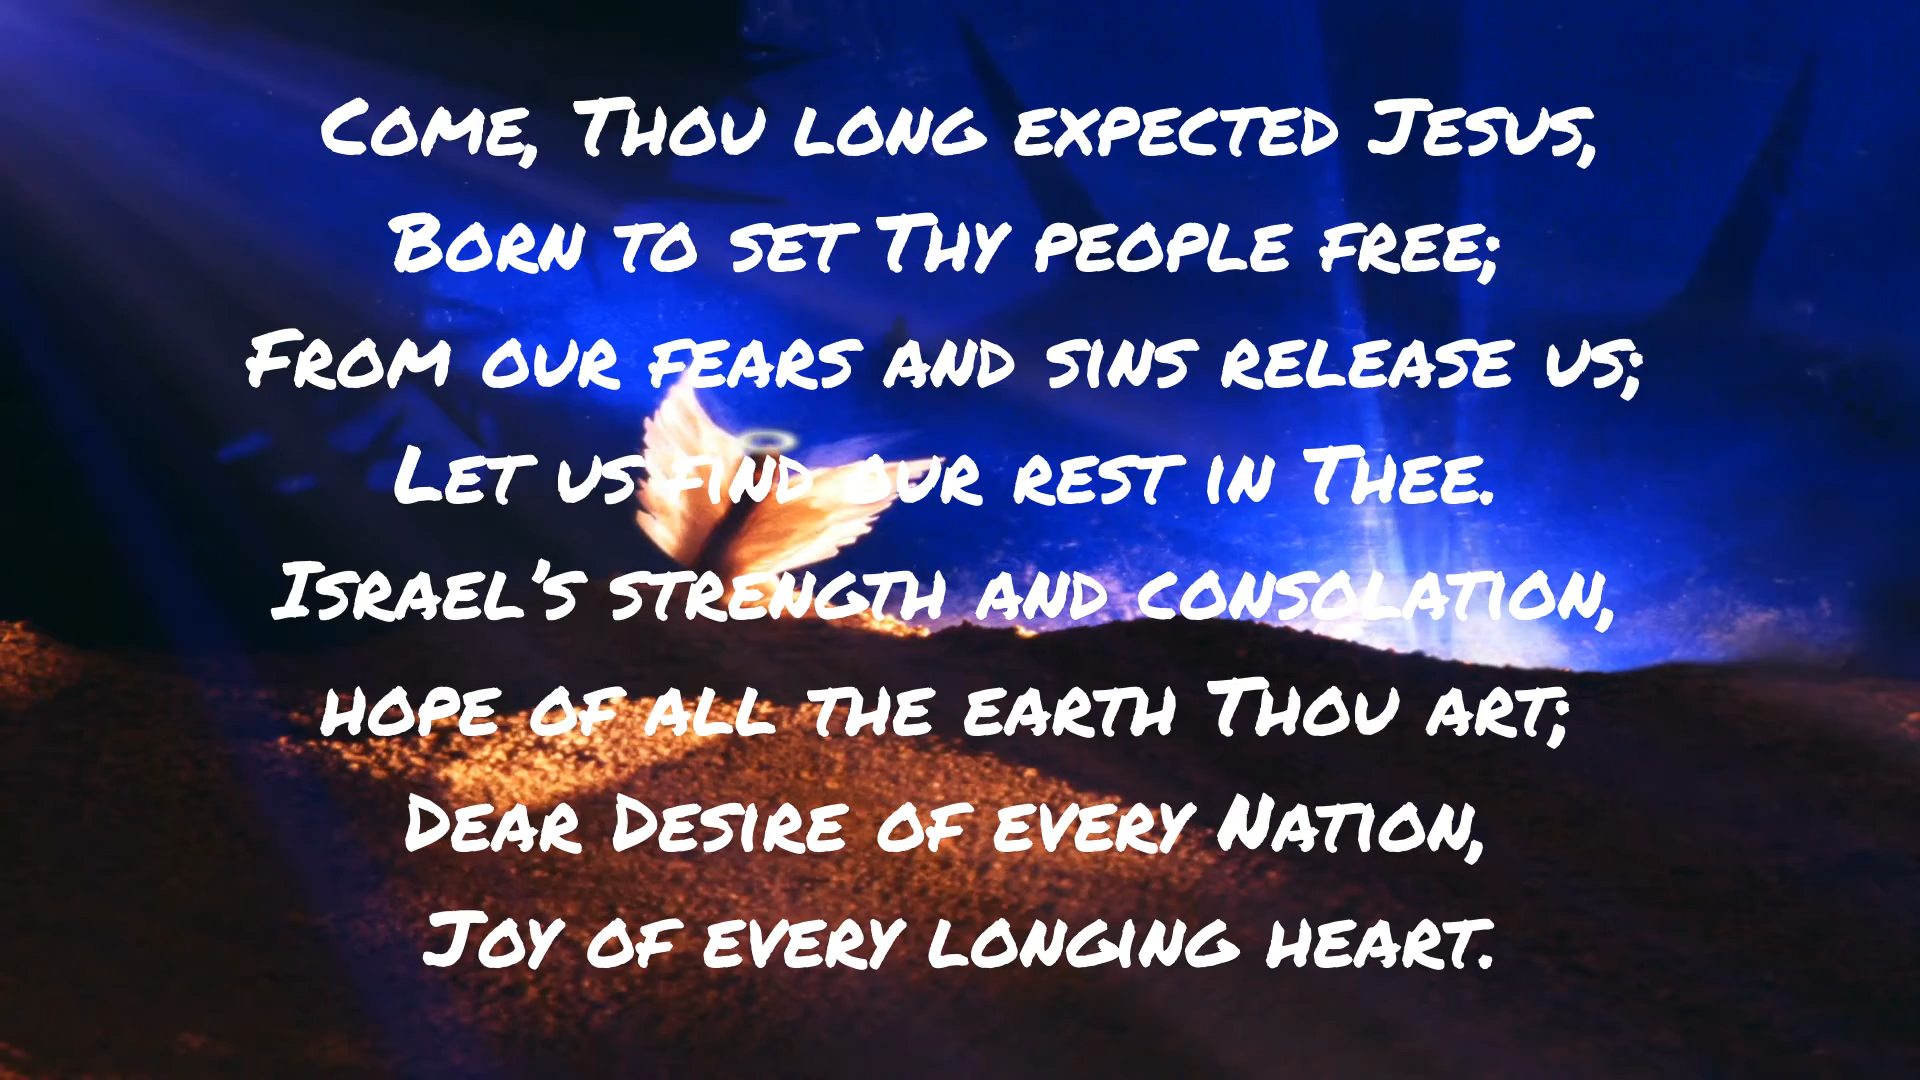 Come, Thou long expected Jesus,
Born to set Thy people free;
From our fears and sins release us;
Let us find our rest in Thee.
Israel’s strength and consolation,
hope of all the earth Thou art;
Dear Desire of every Nation,
Joy of every longing heart.